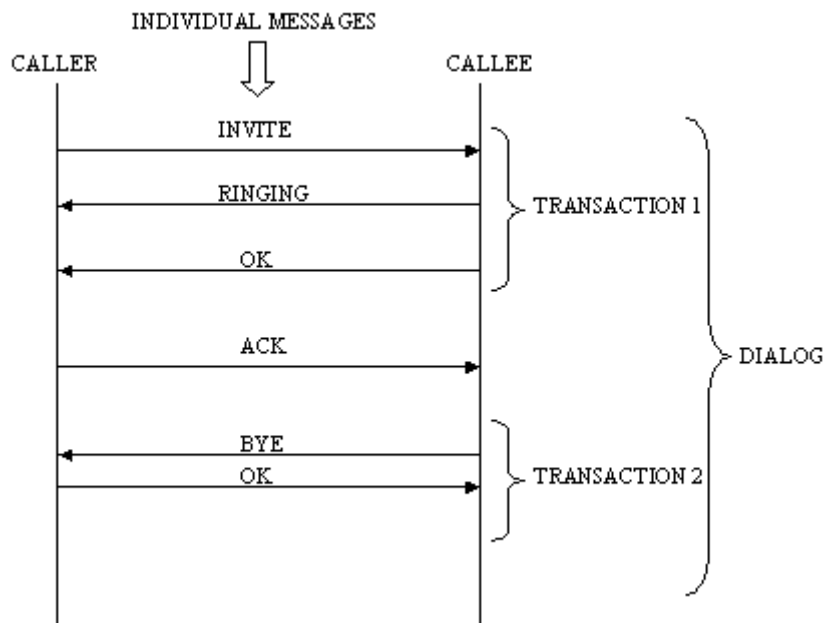 INDIVIDUAL MESSAGES
CALLER
CALLEE
INVITE
RINGING
TRANSACTION 1
OK
ACK
DIALOG
BYE
OK
TRANSACTION 2